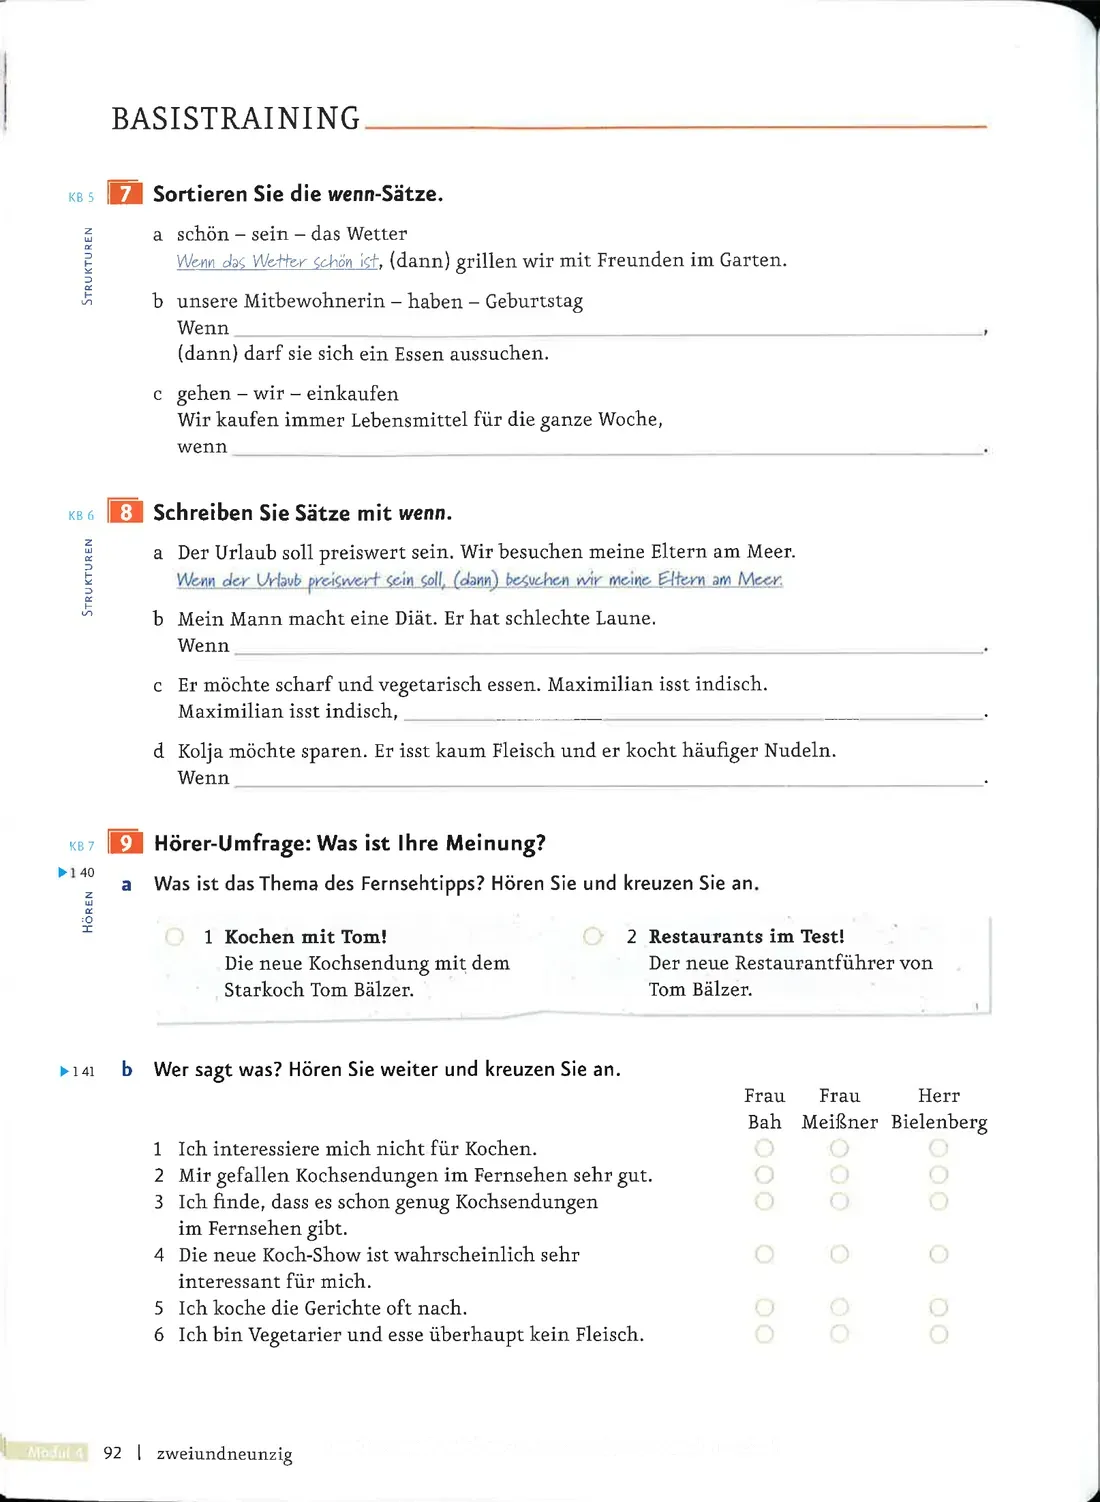 BASISTRAINING
KB 5 7 Sortieren Sie die wenn-Sätze.
STRUKTUREN
a schön – sein – das Wetter
Wenn das Wetter schön ist, (dann) grillen wir mit Freunden im Garten.
b unsere Mitbewohnerin – haben – Geburtstag
Wenn ,
(dann) darf sie sich ein Essen aussuchen.
c gehen – wir – einkaufen
Wir kaufen immer Lebensmittel für die ganze Woche,
wenn .
KB 6 8 Schreiben Sie Sätze mit wenn.
STRUKTUREN
a Der Urlaub soll preiswert sein. Wir besuchen meine Eltern am Meer.
Wenn der Urlaub preiswert sein soll, (dann) besuchen wir meine Eltern am Meer.
b Mein Mann macht eine Diät. Er hat schlechte Laune.
Wenn .
c Er möchte scharf und vegetarisch essen. Maximilian isst indisch.
Maximilian isst indisch, .
d Kolja möchte sparen. Er isst kaum Fleisch und er kocht häufiger Nudeln.
Wenn .
KB 7 9 Hörer-Umfrage: Was ist Ihre Meinung?
▶ 1 40
HÖREN
a Was ist das Thema des Fernsehtipps? Hören Sie und kreuzen Sie an.
1 Kochen mit Tom!
Die neue Kochsendung mit dem
Starkoch Tom Bälzer.
2 Restaurants im Test!
Der neue Restaurantführer von
Tom Bälzer.
▶ 1 41 b Wer sagt was? Hören Sie weiter und kreuzen Sie an.
Frau Frau Herr
Bah Meißner Bielenberg
1 Ich interessiere mich nicht für Kochen.
2 Mir gefallen Kochsendungen im Fernsehen sehr gut.
3 Ich finde, dass es schon genug Kochsendungen
im Fernsehen gibt.
4 Die neue Koch-Show ist wahrscheinlich sehr
interessant für mich.
5 Ich koche die Gerichte oft nach.
6 Ich bin Vegetarier und esse überhaupt kein Fleisch.
Modul 4 92 | zweiundneunzig